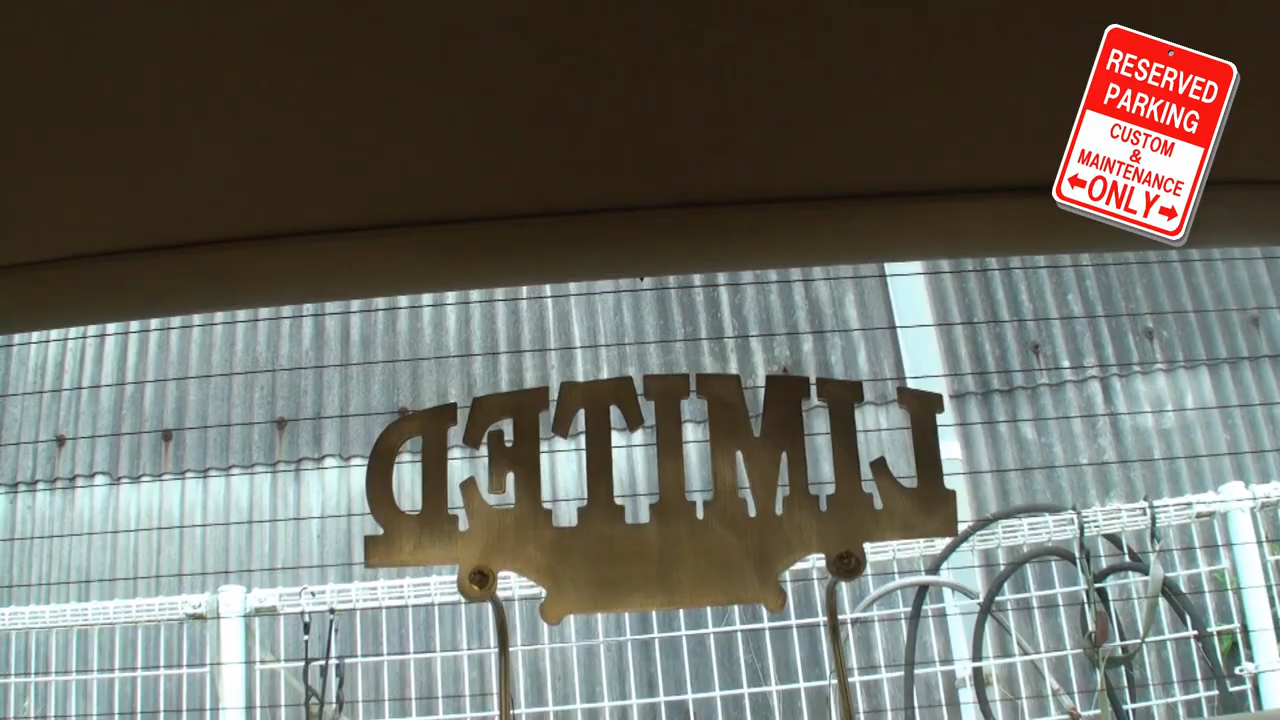 RESERVED
PARKING
CUSTOM
&
MAINTENANCE
ONLY
LIMITED